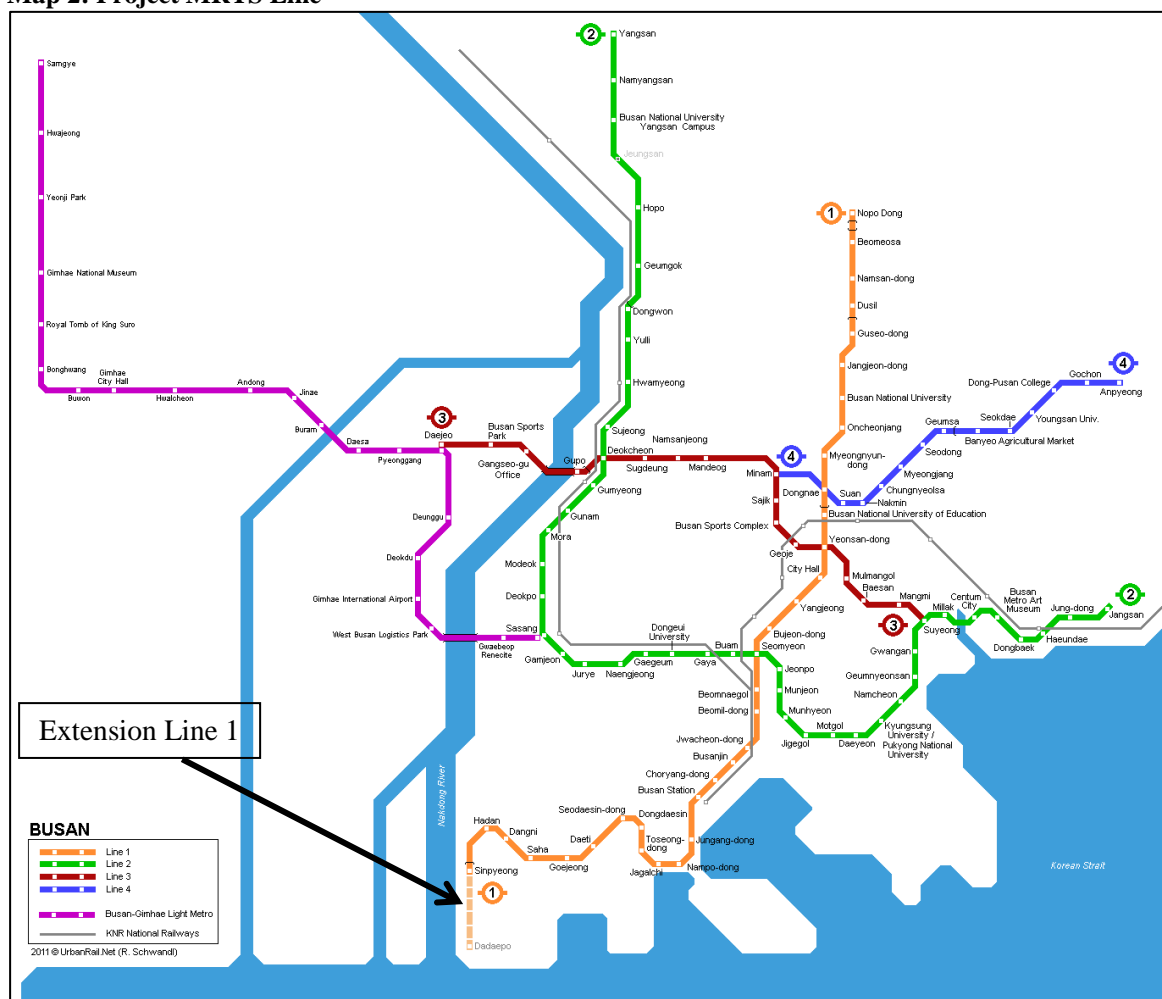 Map 2: Project MRTS Line
2
Yangsan
Namyangsan
Busan National University
Yangsan Campus
Jeungsan
Hopo
Geumgok
Dongwon
Yulli
Hwamyeong
Sujeong
Samgye
Hwajeong
Yeonji Park
Gimhae National Museum
Royal Tomb of King Suro
Bonghwang
Buwon
Gimhae
City Hall
Hwalcheon
Andong
Jinae
Buram
Daesa
Pyeonggang
3
Daejeo
Busan Sports
Park
Gangseo-gu
Office
Gupo
Deokcheon
Sugdeung
Namsanjeong
Mandeog
4
Minam
Sajik
Busan Sports Complex
Geoje
1
Nopo Dong
Beomeosa
Namsan-dong
Dusil
Guseo-dong
Jangjeon-dong
Busan National University
Oncheonjang
Myeongnyun-
dong
Dongnae
Busan National University of Education
Yeonsan-dong
City Hall
Yangjeong
Bujeon-dong
Seomyeon
4
Gochon
Anpyeong
Dong-Pusan College
Youngsan Univ.
Seokdae
Banyeo Agricultural Market
Geumsa
Seodong
Myeongjang
Chungnyeolsa
Nakmin
Suan
Mulmangol
Baesan
Mangmi
3
Suyeong
Millak
Centum
City
Busan
Metro Art
Museum
Jung-dong
2
Jangsan
Haeundae
Dongbaek
Gwangan
Geumnyeonsan
Namcheon
Kyungsung
University /
Pukyong National
University
Daeyeon
Motgol
Jigegol
Munhyeon
Munjeon
Jeonpo
Gumyeong
Gunam
Mora
Modeok
Deokpo
Sasang
Gamjeon
Jurye
Naengjeong
Gaegeum
Dongeui
University
Gaya
Buam
Deunggu
Deokdu
Gimhae International Airport
West Busan Logistics Park
Gwaebeop
Renecite
Beomnaegol
Beomil-dong
Jwacheon-dong
Busanjin
Choryang-dong
Busan Station
Jungang-dong
Nampo-dong
Jagalchi
Toseong-
dong
Dongdaesin
Seodaesin-dong
Daeti
Goejeong
Saha
Dangni
Hadan
Sinpyeong
1
Dadaepo
Extension Line 1
Nakdong River
Korean Strait
BUSAN
Line 1
Line 2
Line 3
Line 4
Busan-Gimhae Light Metro
KNR National Railways
2011 © UrbanRail.Net (R. Schwandl)